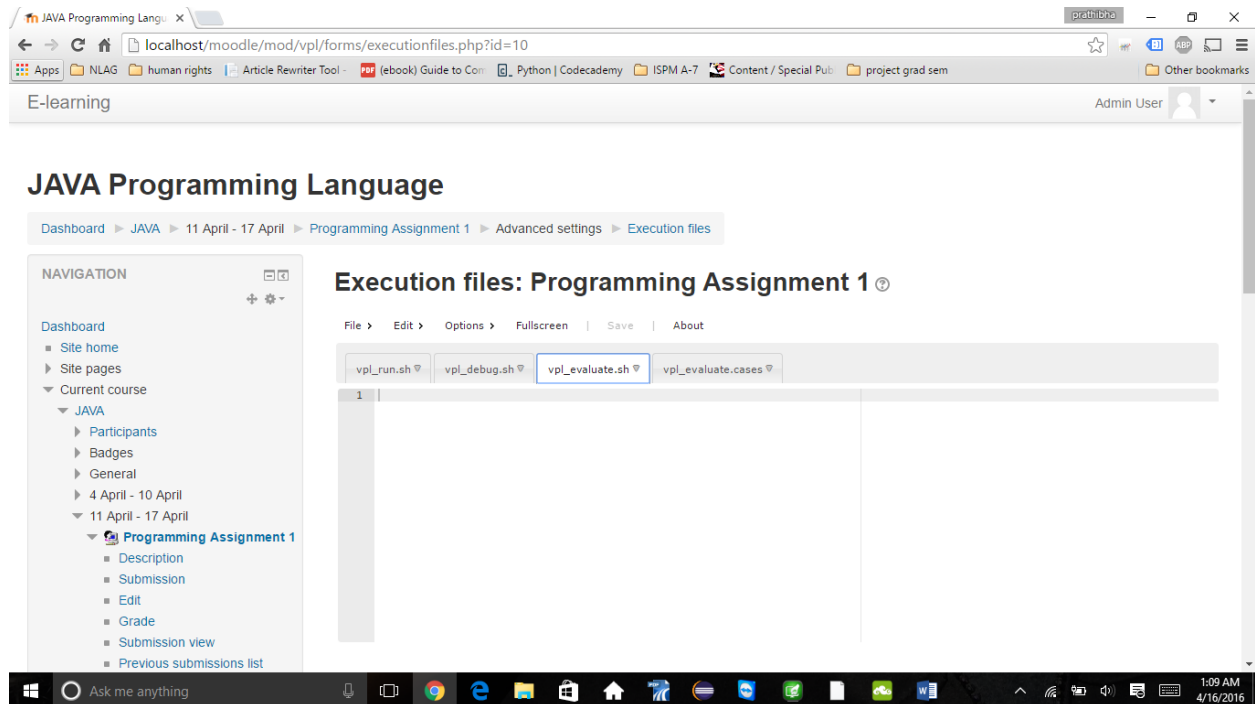 JAVA Programming Langu
prathibha
localhost/moodle/mod/vpl/forms/executionfiles.php?id=10
ABP
Apps NLAG human rights Article Rewriter Tool - PDF (ebook) Guide to Com Python | Codecademy ISPM A-7 Content / Special Pub project grad sem Other bookmarks
E-learning Admin User
JAVA Programming Language
Dashboard JAVA 11 April - 17 April Programming Assignment 1 Advanced settings Execution files
NAVIGATION
Execution files: Programming Assignment 1
File Edit Options Fullscreen | Save | About
vpl_run.sh vpl_debug.sh vpl_evaluate.sh vpl_evaluate.cases
1
Dashboard
Site home
Site pages
Current course
JAVA
Participants
Badges
General
4 April - 10 April
11 April - 17 April
Programming Assignment 1
Description
Submission
Edit
Grade
Submission view
Previous submissions list
Ask me anything
1:09 AM
4/16/2016